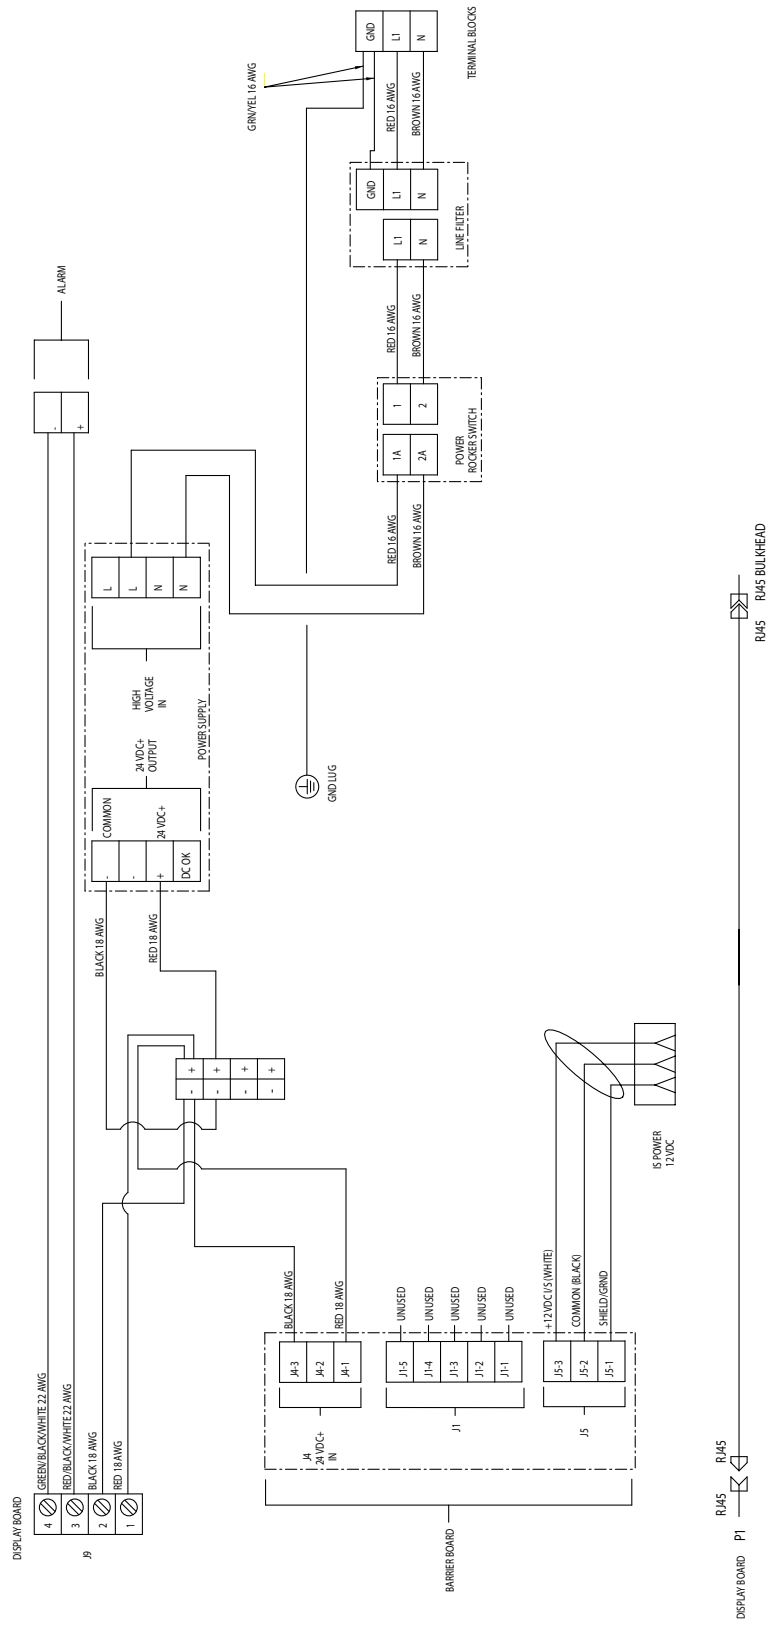 DISPLAY BOARD
J9
4
3
2
1
GREEN/BLACK/WHITE 22 AWG
RED/BLACK/WHITE 22 AWG
BLACK 18 AWG
RED 18 AWG
-
+
ALARM
BLACK 18 AWG
RED 18 AWG
-
-
+
DC OK
COMMON
24 VDC+
24 VDC+
OUTPUT
HIGH
VOLTAGE
IN
POWER SUPPLY
L
L
N
N
- +
- +
- +
- +
BARRIER BOARD
J4
24 VDC+
IN
J4-3
J4-2
J4-1
BLACK 18 AWG
RED 18 AWG
J1
J1-5
J1-4
J1-3
J1-2
J1-1
UNUSED
UNUSED
UNUSED
UNUSED
UNUSED
J5
J5-3
J5-2
J5-1
+12 VDC I/S (WHITE)
COMMON (BLACK)
SHIELD/GRND
IS POWER
12 VDC
GND LUG
RED 16 AWG
BROWN 16 AWG
1A
2A
1
2
POWER
ROCKER SWITCH
RED 16 AWG
BROWN 16 AWG
L1
N
GND
L1
N
LINE FILTER
GRN/YEL 16 AWG
RED 16 AWG
BROWN 16 AWG
GND
L1
N
TERMINAL BLOCKS
DISPLAY BOARD
P1
RJ45
RJ45
RJ45
RJ45 BULKHEAD